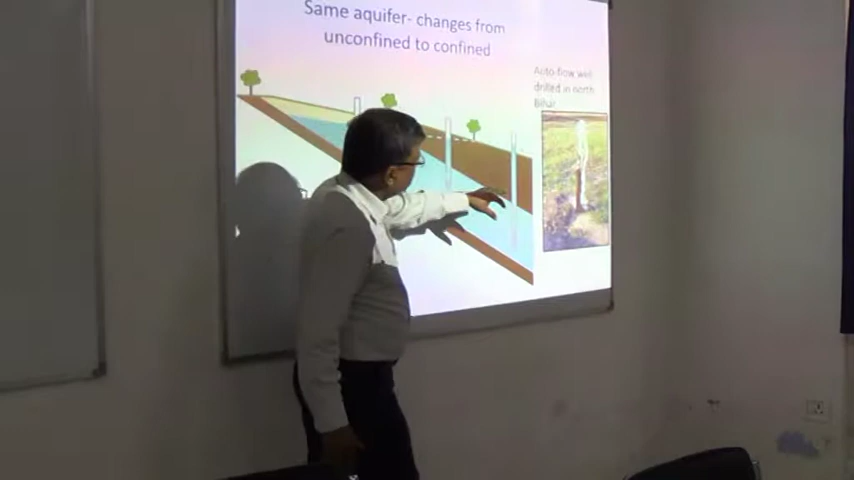 Same aquifer- changes from
unconfined to confined
Auto flow well
drilled in north
Bihar